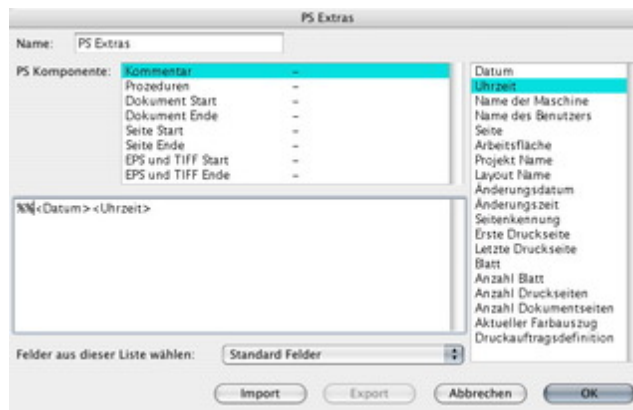 PS Extras
Name: PS Extras
PS Komponente: Kommentar –
Prozeduren –
Dokument Start –
Dokument Ende –
Seite Start –
Seite Ende –
EPS und TIFF Start –
EPS und TIFF Ende –
Datum
Uhrzeit
Name der Maschine
Name des Benutzers
Seite
Arbeitsfläche
Projekt Name
Layout Name
Änderungsdatum
Änderungszeit
Seitenkennung
Erste Druckseite
Letzte Druckseite
Blatt
Anzahl Blatt
Anzahl Druckseiten
Anzahl Dokumentseiten
Aktueller Farbauszug
Druckauftragsdefinition
%%<Datum><Uhrzeit>
Felder aus dieser Liste wählen: Standard Felder
Import Export Abbrechen OK